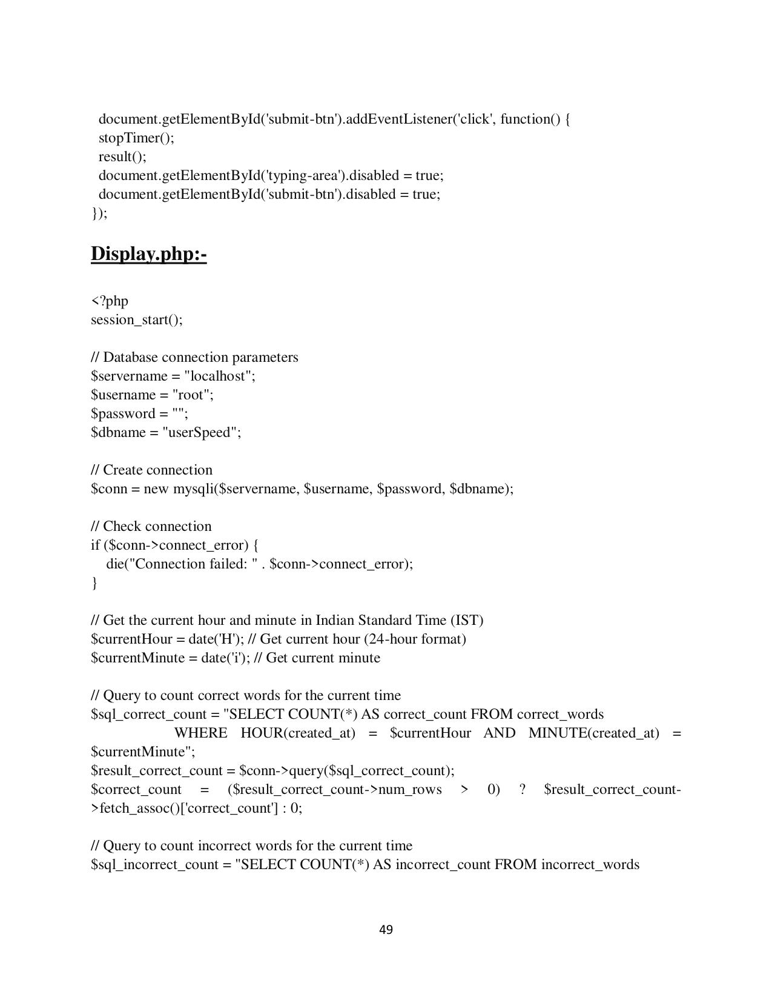 document.getElementById('submit-btn').addEventListener('click', function() {
stopTimer();
result();
document.getElementById('typing-area').disabled = true;
document.getElementById('submit-btn').disabled = true;
});
Display.php:-
<?php
session_start();
// Database connection parameters
$servername = "localhost";
$username = "root";
$password = "";
$dbname = "userSpeed";
// Create connection
$conn = new mysqli($servername, $username, $password, $dbname);
// Check connection
if ($conn->connect_error) {
die("Connection failed: " . $conn->connect_error);
}
// Get the current hour and minute in Indian Standard Time (IST)
$currentHour = date('H'); // Get current hour (24-hour format)
$currentMinute = date('i'); // Get current minute
// Query to count correct words for the current time
$sql_correct_count = "SELECT COUNT(*) AS correct_count FROM correct_words
WHERE HOUR(created_at) = $currentHour AND MINUTE(created_at) =
$currentMinute";
$result_correct_count = $conn->query($sql_correct_count);
$correct_count = ($result_correct_count->num_rows > 0) ? $result_correct_count-
>fetch_assoc()['correct_count'] : 0;
// Query to count incorrect words for the current time
$sql_incorrect_count = "SELECT COUNT(*) AS incorrect_count FROM incorrect_words
49